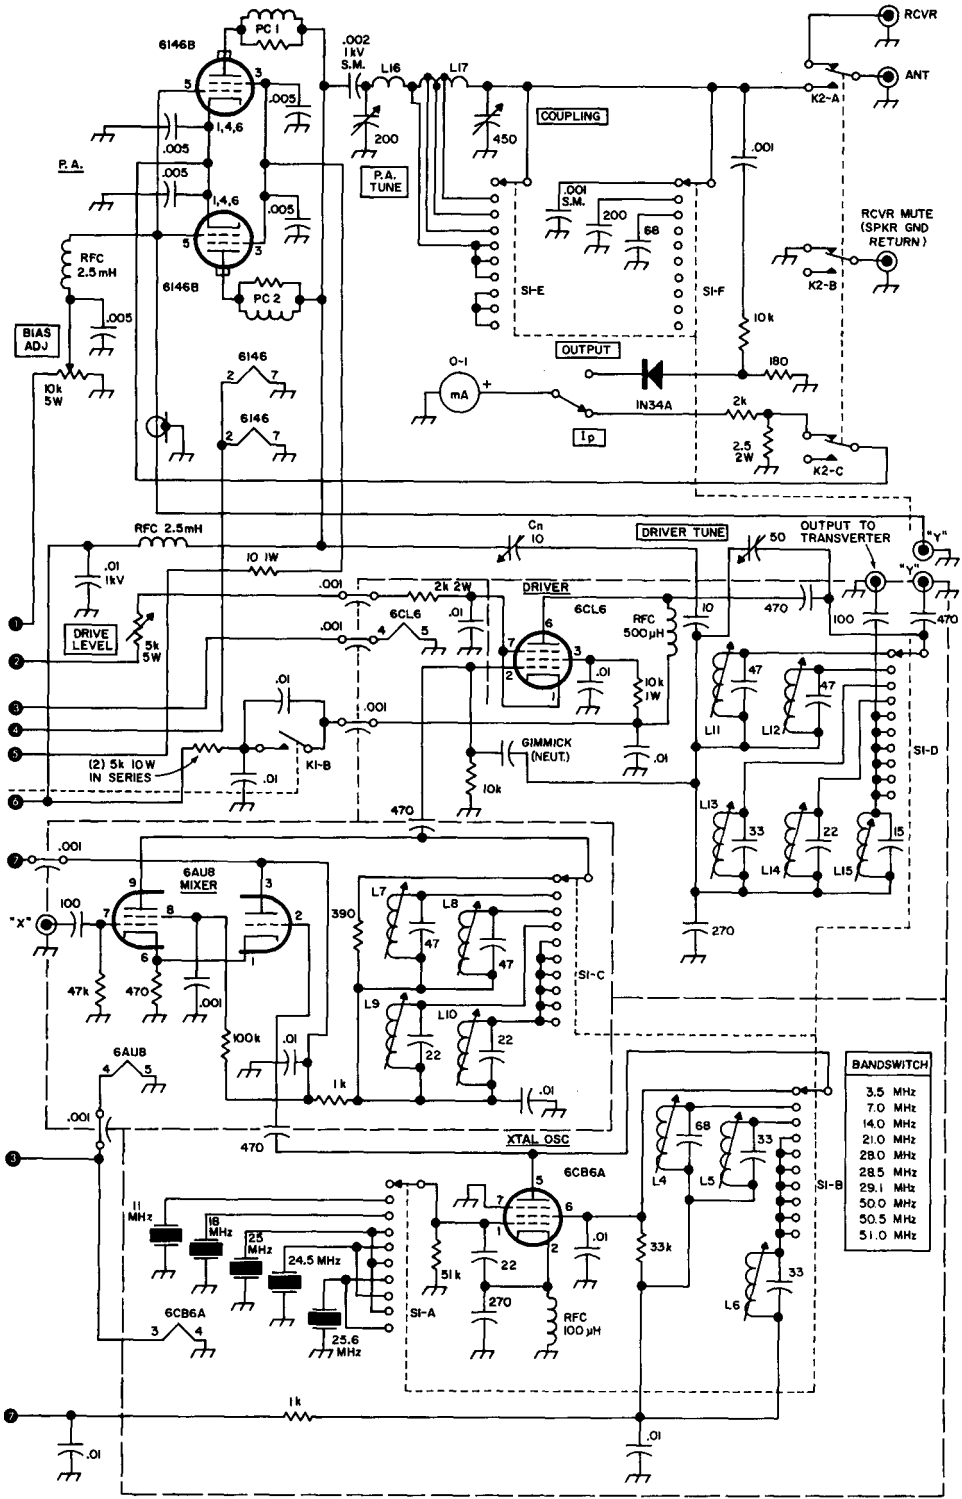 PC 1
RCVR
6146B
.002
1kV
S.M.
L16
L17
ANT
3
5
.005
1,4,6
K2-A
COUPLING
.005
200
450
P.A.
.005
P.A.
TUNE
.001
1,4,6
.005
.001
S.M.
200
68
RCVR MUTE
(SPKR GND
RETURN)
5
3
RFC
2.5mH
6146B
PC 2
S1-E
S1-F
K2-B
.005
BIAS
ADJ
10k
OUTPUT
6146
0-1
180
10k
5W
2
7
mA
+
1N34A
2k
6146
2
7
Ip
2.5
2W
K2-C
RFC 2.5mH
Cn
10
DRIVER TUNE
OUTPUT TO
TRANSVERTER
"Y"
10 1W
50
.01
1kV
.001
2k 2W
DRIVER
"Y"
470
1
6CL6
.01
6CL6
RFC
500µH
10
100
470
DRIVE
LEVEL
5k
5W
.001
4
5
6
7
2
3
1
2
.01
10k
1W
47
47
3
.01
L11
L12
4
.001
S1-D
5
(2) 5k 10W
IN SERIES
.01
K1-B
GIMMICK
(NEUT.)
.01
6
10k
L13
470
33
22
15
7
.001
L14
L15
6AU8
MIXER
9
3
L7
L8
"X"
100
7
8
2
390
270
6
1
47
47
S1-C
47k
470
.001
L9
L10
100k
.01
22
22
6AU8
4
5
1k
.01
BANDSWITCH
3.5 MHz
7.0 MHz
14.0 MHz
21.0 MHz
28.0 MHz
28.5 MHz
29.1 MHz
50.0 MHz
50.5 MHz
51.0 MHz
.001
470
XTAL OSC
68
33
3
6CB6A
5
L4
L5
S1-B
11
MHz
18
MHz
7
6
1
2
25
MHz
24.5 MHz
51k
22
.01
33k
S1-A
270
33
6CB6A
RFC
100µH
L6
3
4
25.6
MHz
7
1k
.01
.01